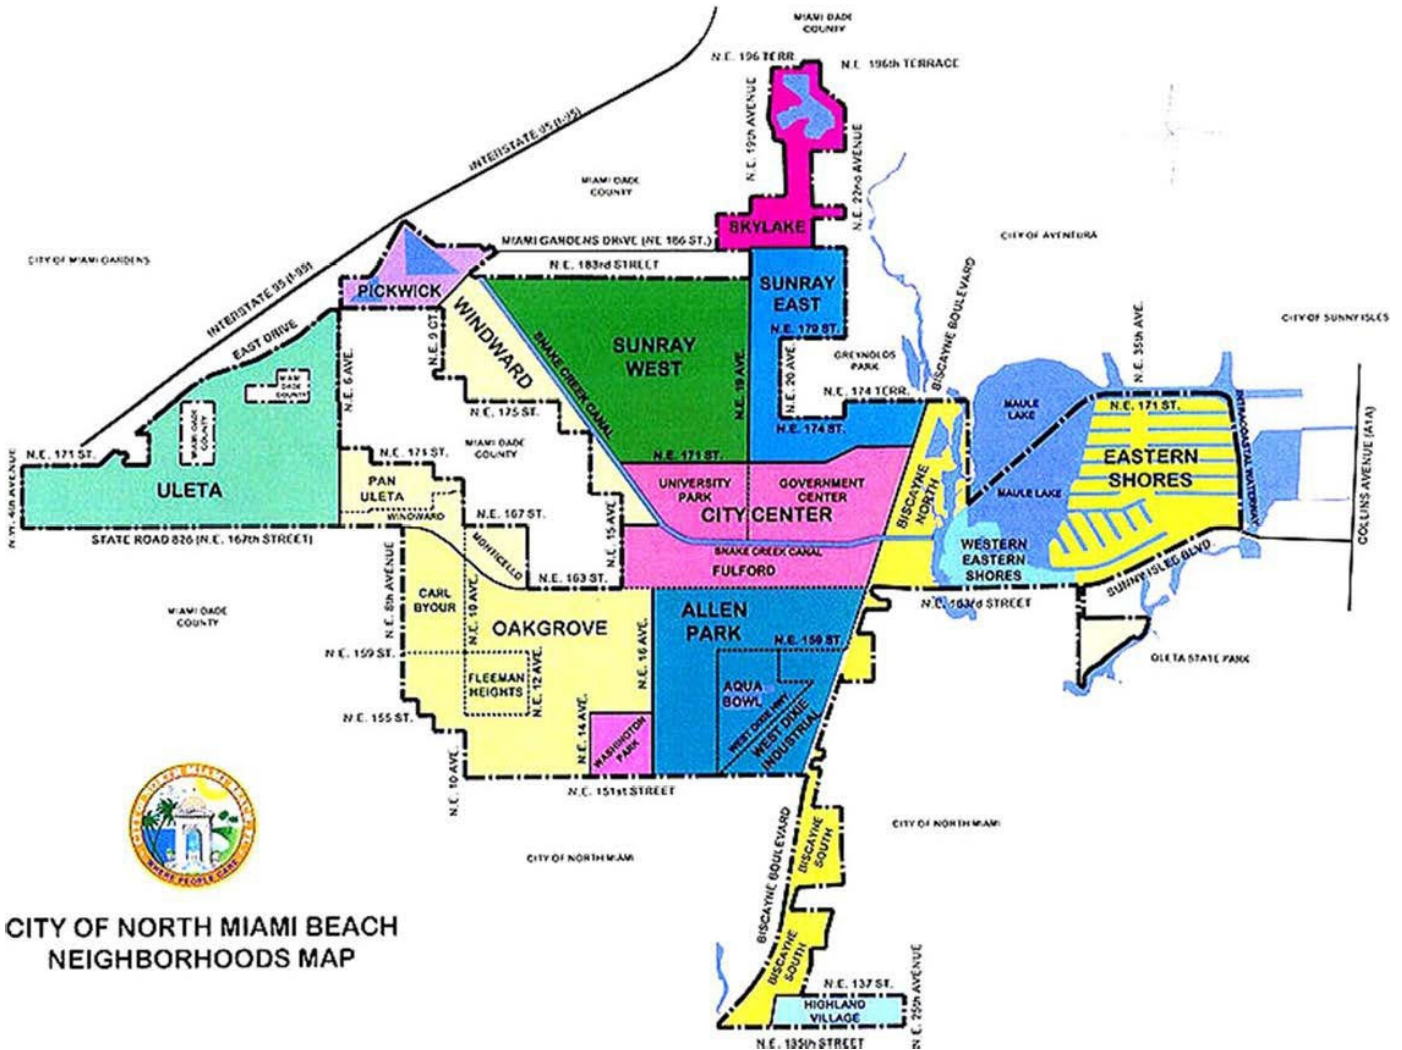 MIAMI DADE
COUNTY
N.E. 196 TERR.
N.E. 196th TERRACE
INTERSTATE 95 (I-95)
N.E. 19th AVENUE
N.E. 22nd AVENUE
MIAMI DADE
COUNTY
SKYLAKE
MIAMI GARDENS DRIVE (NE 186 ST.)
CITY OF AVENTURA
CITY OF MIAMI GARDENS
INTERSTATE 95 (I-95)
N.E. 183rd STREET
PICKWICK
SUNRAY
EAST
BISCAYNE BOULEVARD
EAST DRIVE
N.E. 9 CT.
WINDWARD
SNAKE CREEK CANAL
SUNRAY
WEST
N.E. 179 ST.
GREYNOLDS
PARK
N.E. 35th AVE.
CITY OF SUNNY ISLES
MIAMI
DADE
COUNTY
N.E. 6 AVE.
N.E. 19 AVE.
N.E. 20 AVE.
N.E. 174 TERR.
N.E. 175 ST.
N.E. 174 ST.
MAULE
LAKE
N.E. 171 ST.
INTRACOASTAL WATERWAY
COLLINS AVENUE (A1A)
MIAMI DADE
COUNTY
N.E. 171 ST.
N.E. 171 ST.
MIAMI DADE
COUNTY
N.E. 171 ST.
EASTERN
SHORES
N.W. 4th AVENUE
ULETA
PAN
ULETA
UNIVERSITY
PARK
GOVERNMENT
CENTER
BISCAYNE
NORTH
MAULE LAKE
WINDWARD
N.E. 167 ST.
N.E. 15 AVE.
CITY CENTER
STATE ROAD 826 (N.E. 167th STREET)
MONTICELLO
SNAKE CREEK CANAL
FULFORD
WESTERN
EASTERN
SHORES
SUNNY ISLES BLVD.
N.E. 163 ST.
N.E. 163rd STREET
MIAMI DADE
COUNTY
N.E. 8th AVENUE
CARL
BYOUR
N.E. 10 AVE.
OAKGROVE
N.E. 16 AVE.
ALLEN
PARK
N.E. 159 ST.
N.E. 159 ST.
OLETA STATE PARK
FLEEMAN
HEIGHTS
N.E. 12 AVE.
AQUA
BOWL
N.E. 155 ST.
N.E. 14 AVE.
WASHINGTON
PARK
WEST DIXIE HWY.
WEST DIXIE
INDUSTRIAL
N.E. 10 AVE.
N.E. 151st STREET
WHERE PEOPLE CARE
CITY OF NORTH MIAMI
CITY OF NORTH MIAMI
BISCAYNE BOULEVARD
BISCAYNE
SOUTH
CITY OF NORTH MIAMI BEACH
NEIGHBORHOODS MAP
BISCAYNE
SOUTH
N.E. 137 ST.
N.E. 25th AVENUE
HIGHLAND
VILLAGE
N.E. 135th STREET